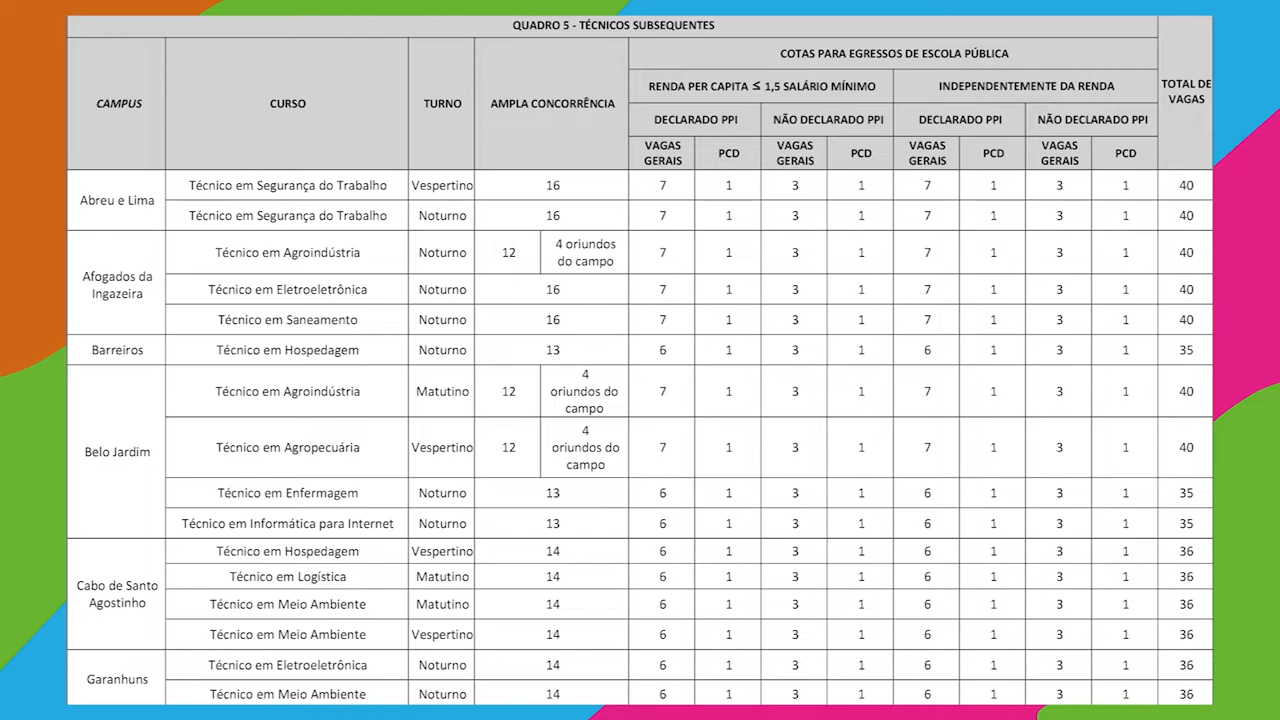 QUADRO 5 - TÉCNICOS SUBSEQUENTES
CAMPUS CURSO TURNO AMPLA CONCORRÊNCIA COTAS PARA EGRESSOS DE ESCOLA PÚBLICA TOTAL DE VAGAS
RENDA PER CAPITA ≤ 1,5 SALÁRIO MÍNIMO INDEPENDENTEMENTE DA RENDA
DECLARADO PPI NÃO DECLARADO PPI DECLARADO PPI NÃO DECLARADO PPI
VAGAS GERAIS PCD VAGAS GERAIS PCD VAGAS GERAIS PCD VAGAS GERAIS PCD
Abreu e Lima Técnico em Segurança do Trabalho Vespertino 16 7 1 3 1 7 1 3 1 40
Técnico em Segurança do Trabalho Noturno 16 7 1 3 1 7 1 3 1 40
Afogados da Ingazeira Técnico em Agroindústria Noturno 12 4 oriundos do campo 7 1 3 1 7 1 3 1 40
Técnico em Eletroeletrônica Noturno 16 7 1 3 1 7 1 3 1 40
Técnico em Saneamento Noturno 16 7 1 3 1 7 1 3 1 40
Barreiros Técnico em Hospedagem Noturno 13 6 1 3 1 6 1 3 1 35
Belo Jardim Técnico em Agroindústria Matutino 12 4 oriundos do campo 7 1 3 1 7 1 3 1 40
Técnico em Agropecuária Vespertino 12 4 oriundos do campo 7 1 3 1 7 1 3 1 40
Técnico em Enfermagem Noturno 13 6 1 3 1 6 1 3 1 35
Técnico em Informática para Internet Noturno 13 6 1 3 1 6 1 3 1 35
Cabo de Santo Agostinho Técnico em Hospedagem Vespertino 14 6 1 3 1 6 1 3 1 36
Técnico em Logística Matutino 14 6 1 3 1 6 1 3 1 36
Técnico em Meio Ambiente Matutino 14 6 1 3 1 6 1 3 1 36
Técnico em Meio Ambiente Vespertino 14 6 1 3 1 6 1 3 1 36
Garanhuns Técnico em Eletroeletrônica Noturno 14 6 1 3 1 6 1 3 1 36
Técnico em Meio Ambiente Noturno 14 6 1 3 1 6 1 3 1 36